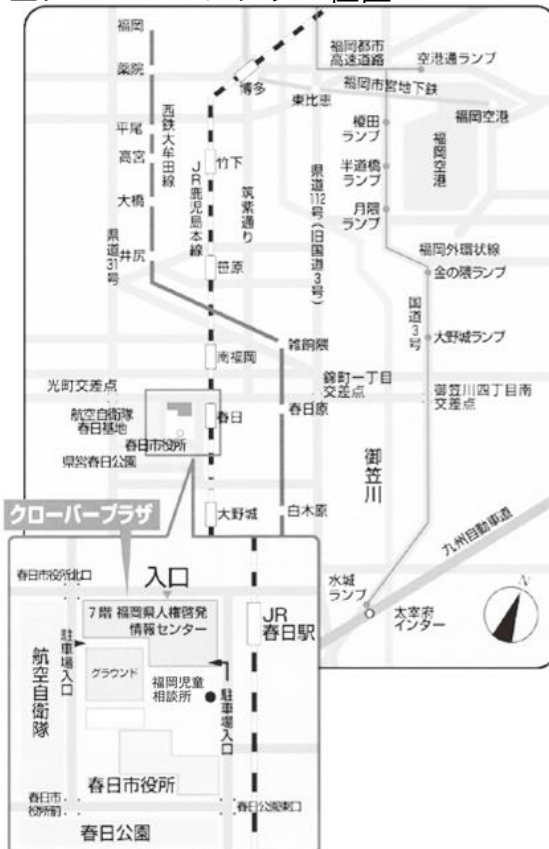 福岡
薬院
平尾
高宮
大橋
井尻
西鉄大牟田線
県道31号
JR鹿児島本線
博多
竹下
笹原
南福岡
春日
大野城
筑紫通り
福岡都市
高速道路
空港通ランプ
福岡市営地下鉄
東比恵
福岡空港
榎田
ランプ
半道橋
ランプ
月隈
ランプ
福岡空港
県道112号(旧国道3号)
福岡外環状線
金の隈ランプ
国道3号
大野城ランプ
雑餉隈
錦町一丁目
交差点
御笠川四丁目南
交差点
春日原
白木原
御笠川
光町交差点
航空自衛隊
春日基地
春日市役所
県営春日公園
九州自動車道
水城
ランプ
太宰府
インター
N
クローバープラザ
春日市役所北口
入口
7階 福岡県人権啓発
情報センター
JR
春日駅
駐車場入口
グラウンド
航空自衛隊
福岡児童
相談所
駐車場入口
春日市役所
春日市
役所前
春日公園東口
春日公園